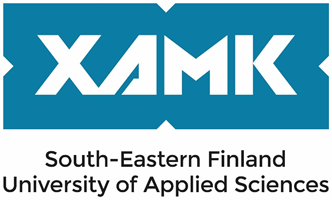 XAMK
South-Eastern Finland
University of Applied Sciences